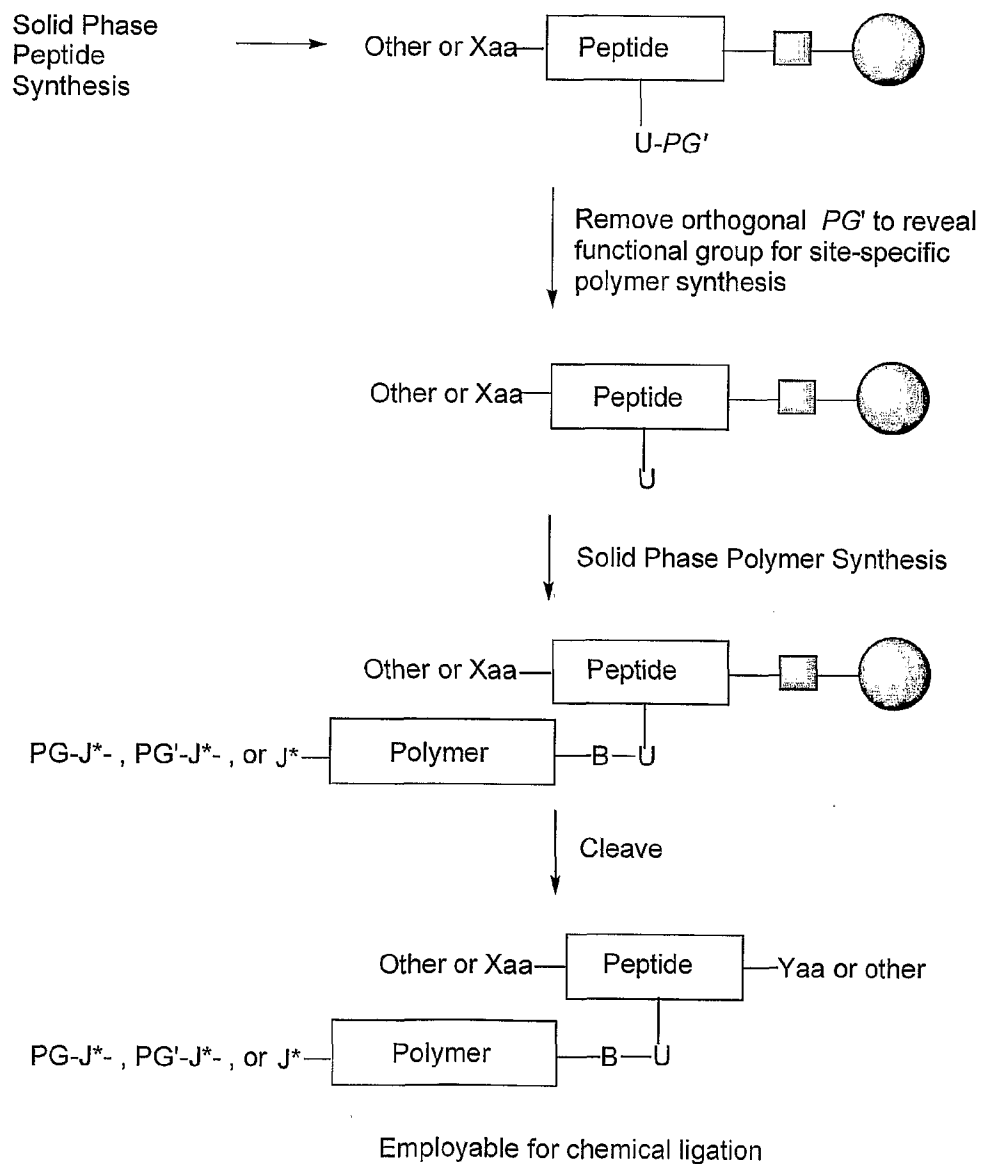 Solid Phase
Peptide
Synthesis
Other or Xaa
Peptide
U-PG'
Remove orthogonal PG' to reveal
functional group for site-specific
polymer synthesis
Other or Xaa
Peptide
U
Solid Phase Polymer Synthesis
Other or Xaa
Peptide
PG-J*- , PG'-J*- , or J*
Polymer
B
U
Cleave
Other or Xaa
Peptide
Yaa or other
PG-J*- , PG'-J*- , or J*
Polymer
B
U
Employable for chemical ligation